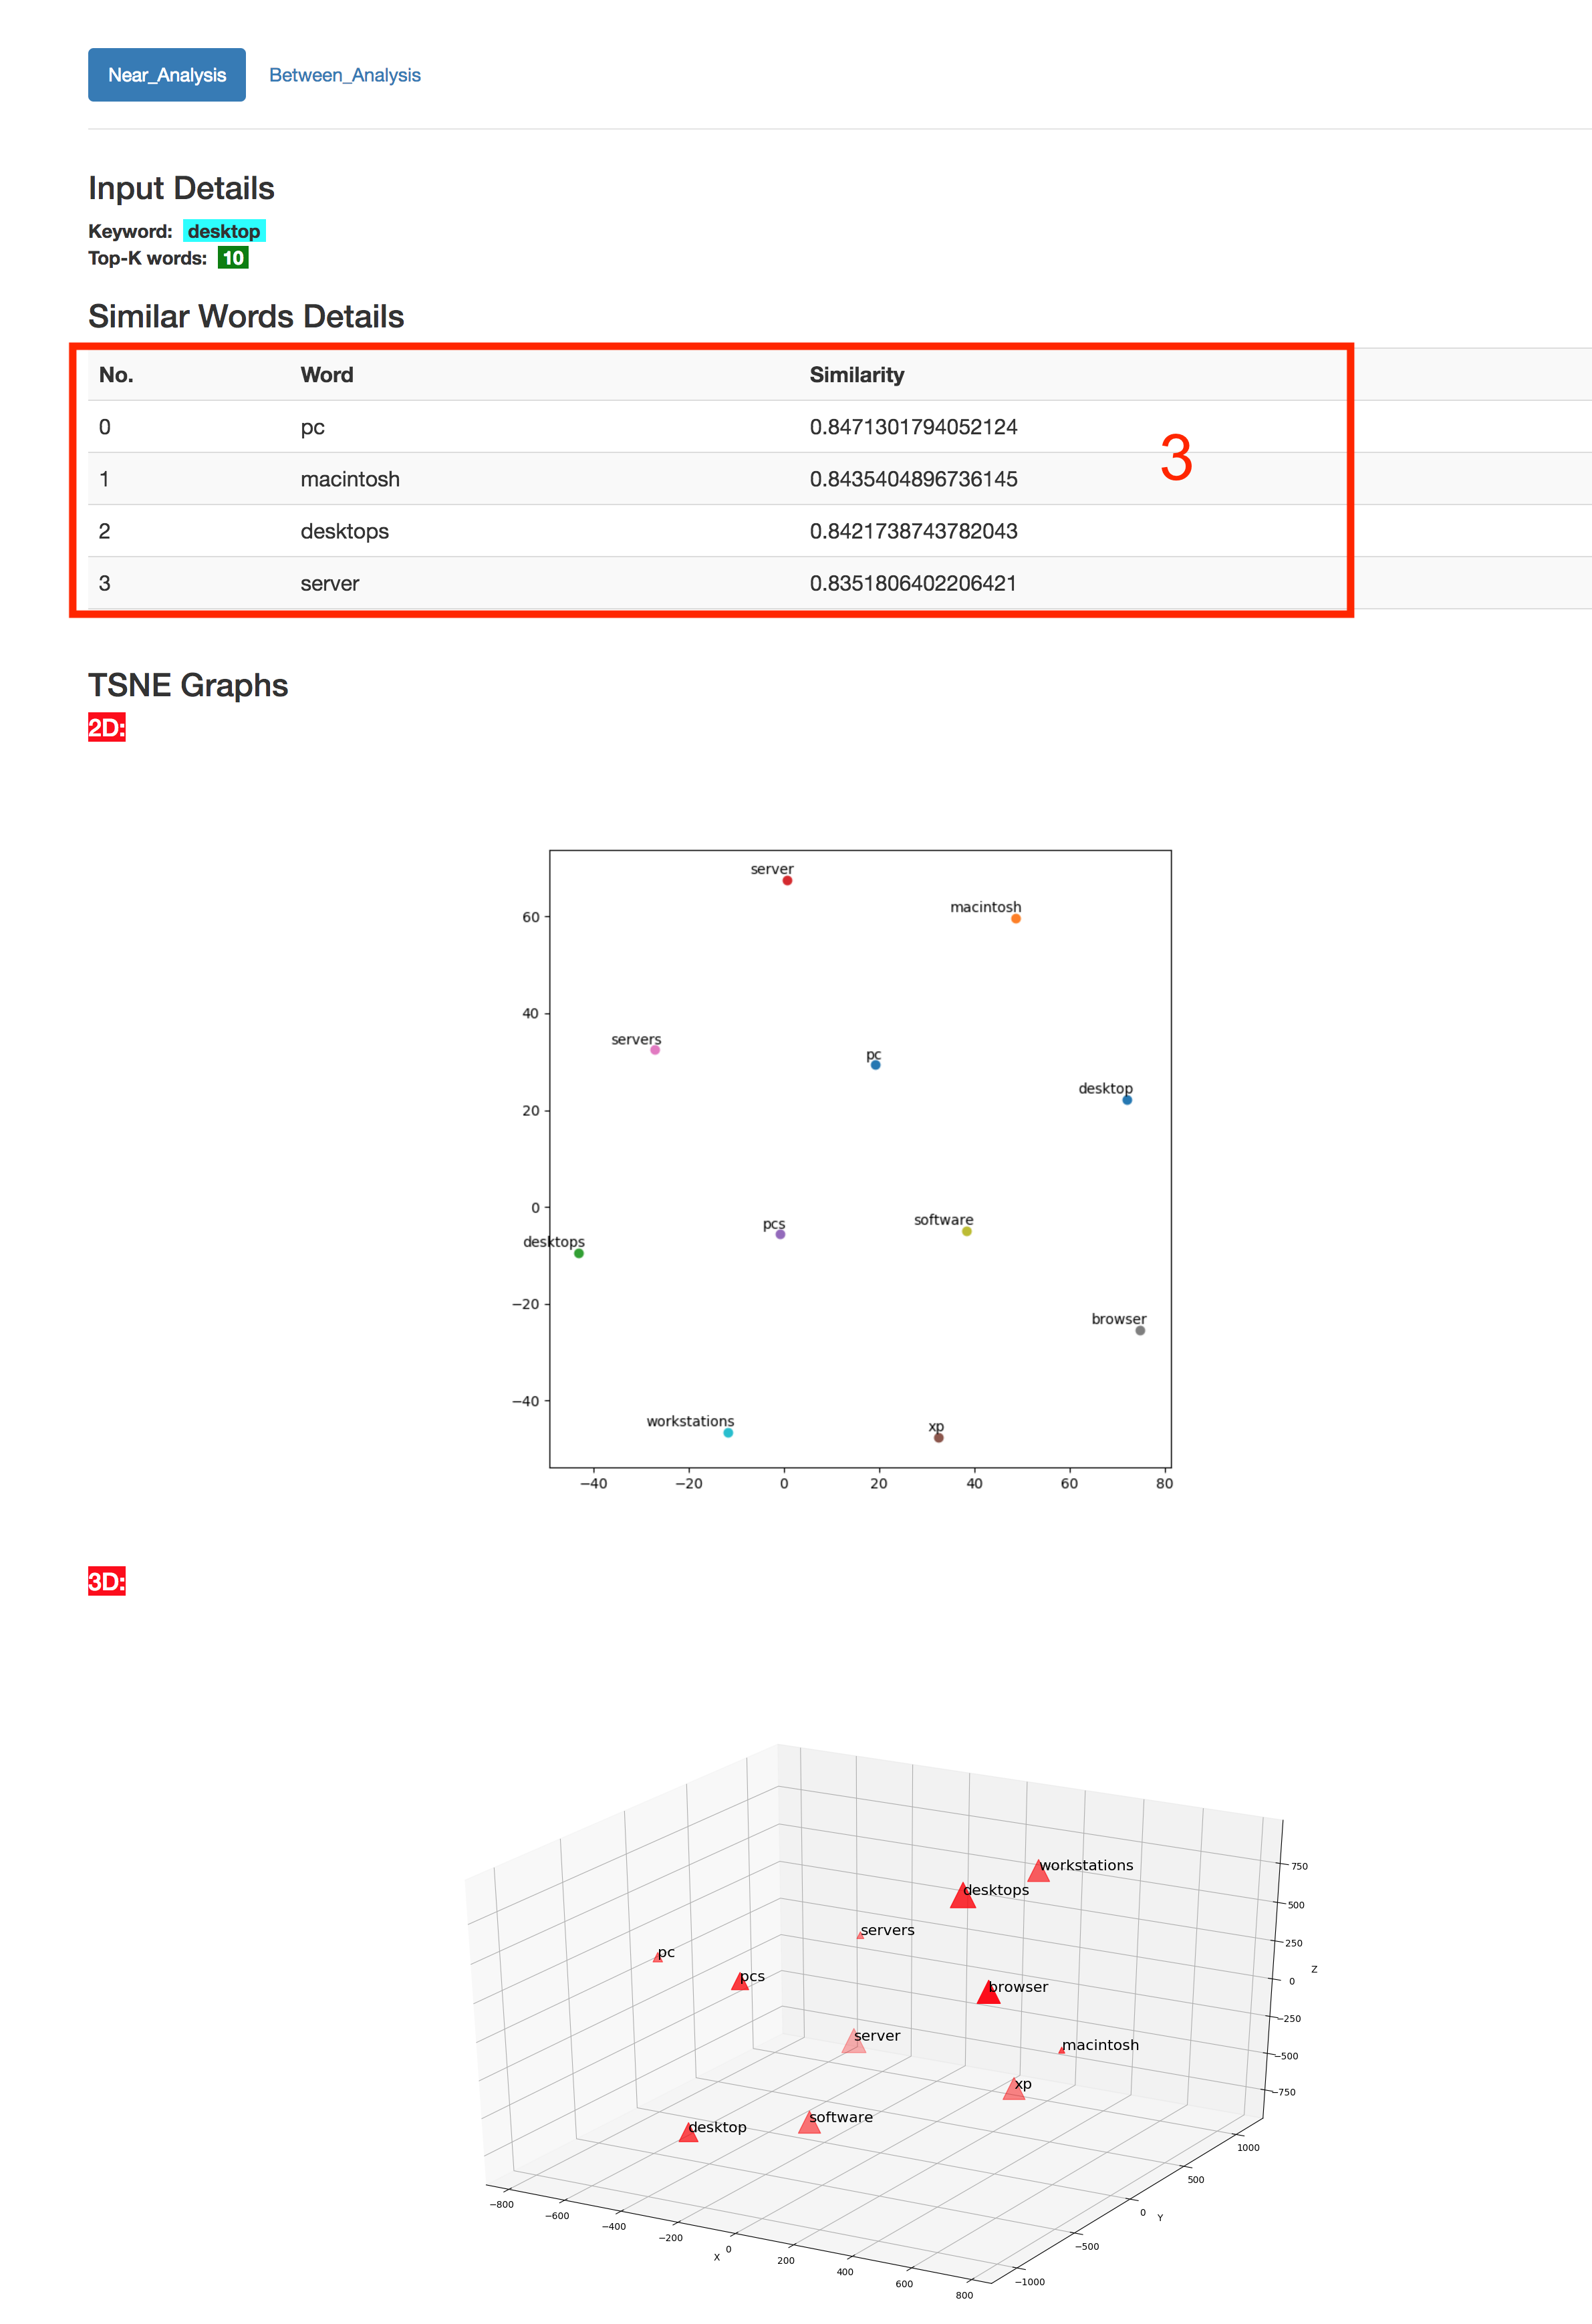 Near_Analysis Between_Analysis
Input Details
Keyword: desktop
Top-K words: 10
Similar Words Details
No. Word Similarity
0 pc 0.8471301794052124
1 macintosh 0.8435404896736145
2 desktops 0.8421738743782043
3 server 0.8351806402206421
3
TSNE Graphs
2D:
server
macintosh
60
40
servers
pc
desktop
20
0
pcs
software
desktops
−20
browser
−40
workstations
xp
−40 −20 0 20 40 60 80
3D:
workstations
750
desktops
500
servers
250
pc
Z
pcs
0
browser
−250
server
macintosh
−500
xp
−750
software
desktop
1000
500
−800
0
Y
−600
−400
−200
−500
0
X
200
400
−1000
600
800